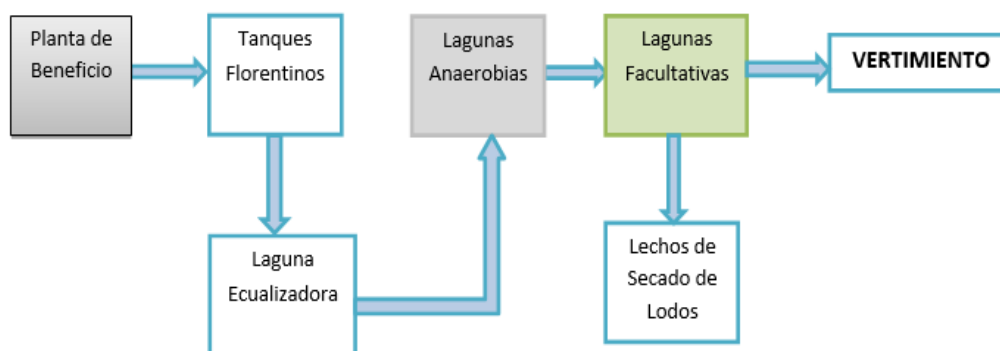 Planta de
Beneficio
Tanques
Florentinos
Laguna
Ecualizadora
Lagunas
Anaerobias
Lagunas
Facultativas
VERTIMIENTO
Lechos de
Secado de
Lodos